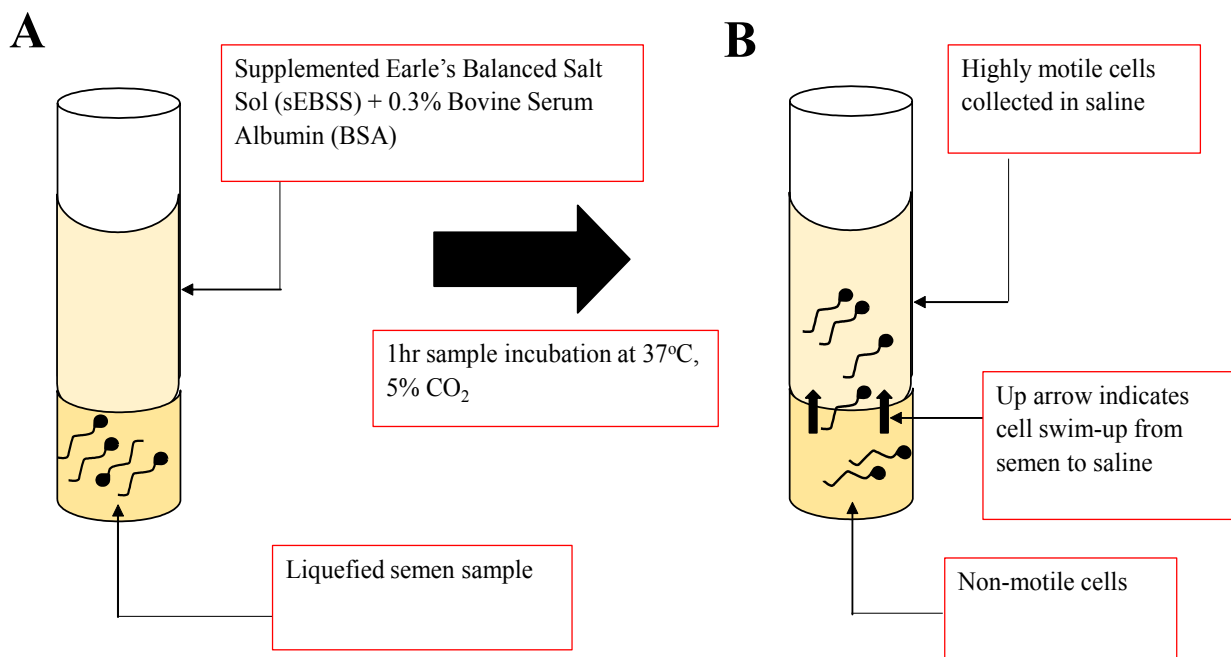 A
Supplemented Earle's Balanced Salt
Sol (sEBSS) + 0.3% Bovine Serum
Albumin (BSA)
1hr sample incubation at 37ᵒC,
5% CO₂
Liquefied semen sample
B
Highly motile cells
collected in saline
Up arrow indicates
cell swim-up from
semen to saline
Non-motile cells